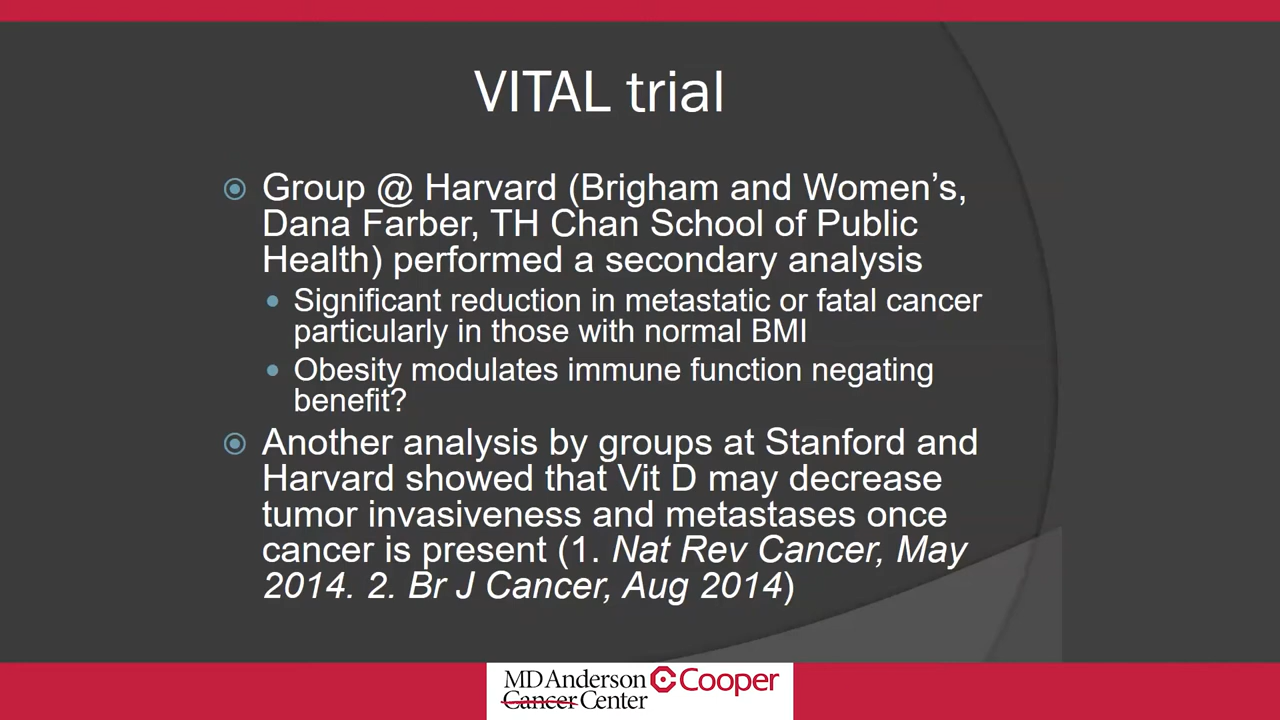 VITAL trial
Group @ Harvard (Brigham and Women’s,
Dana Farber, TH Chan School of Public
Health) performed a secondary analysis
Significant reduction in metastatic or fatal cancer
particularly in those with normal BMI
Obesity modulates immune function negating
benefit?
Another analysis by groups at Stanford and
Harvard showed that Vit D may decrease
tumor invasiveness and metastases once
cancer is present (1. Nat Rev Cancer, May
2014. 2. Br J Cancer, Aug 2014)
MD Anderson Cooper
Cancer Center